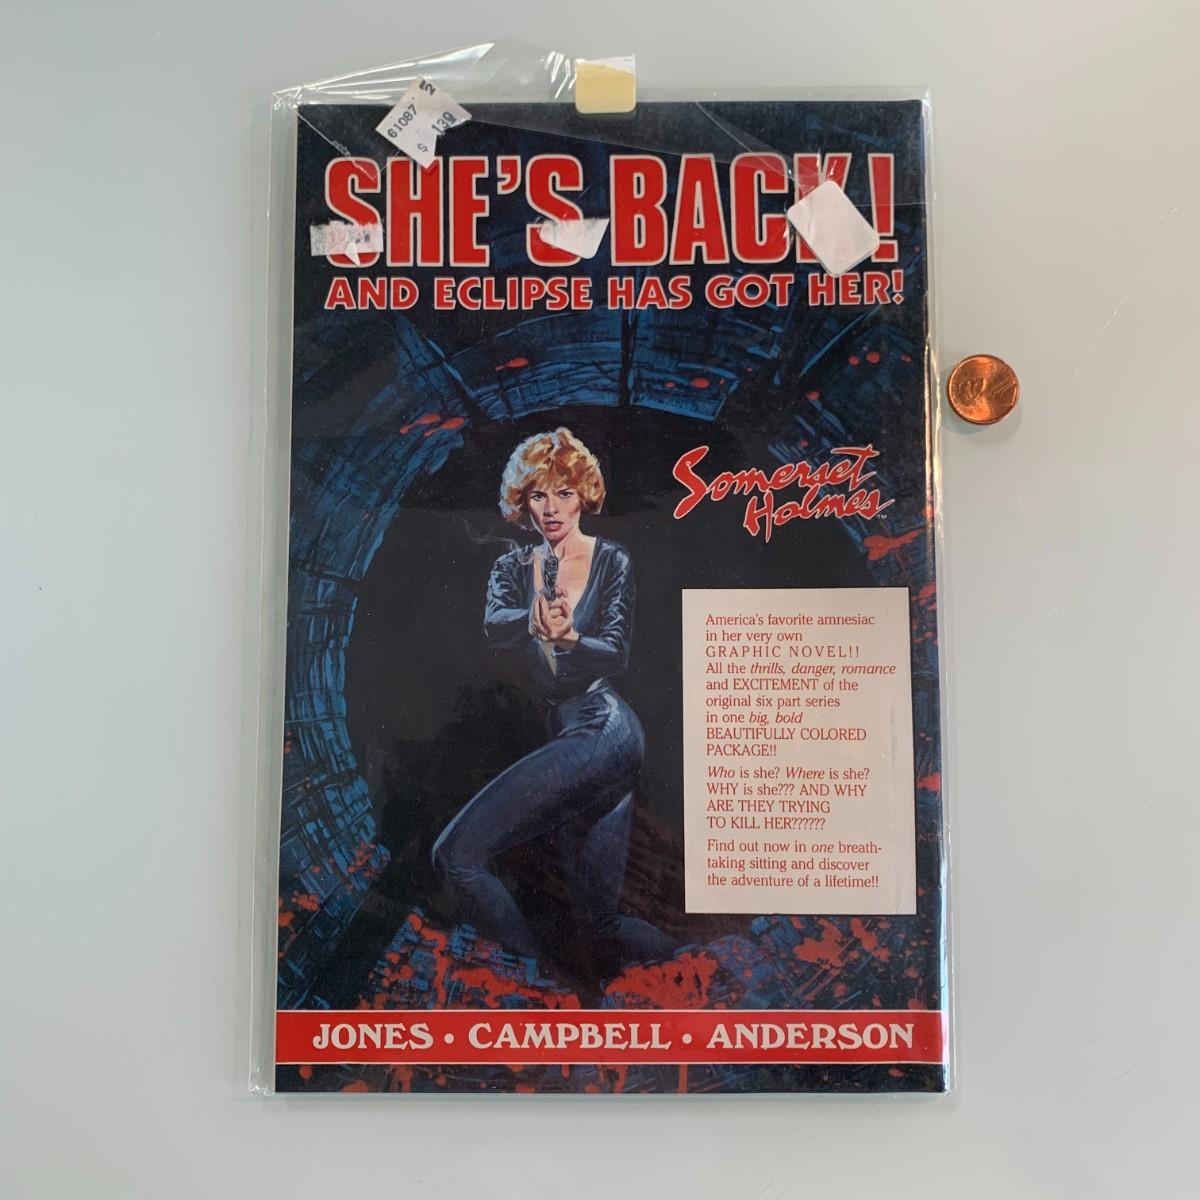 61087 2
$ 139
SHE'S BACK!
AND ECLIPSE HAS GOT HER!
Somerset
Holmes™
America's favorite amnesiac
in her very own
GRAPHIC NOVEL!!
All the thrills, danger, romance
and EXCITEMENT of the
original six part series
in one big, bold
BEAUTIFULLY COLORED
PACKAGE!!
Who is she? Where is she?
WHY is she??? AND WHY
ARE THEY TRYING
TO KILL HER??????
Find out now in one breath-
taking sitting and discover
the adventure of a lifetime!!
JONES • CAMPBELL • ANDERSON